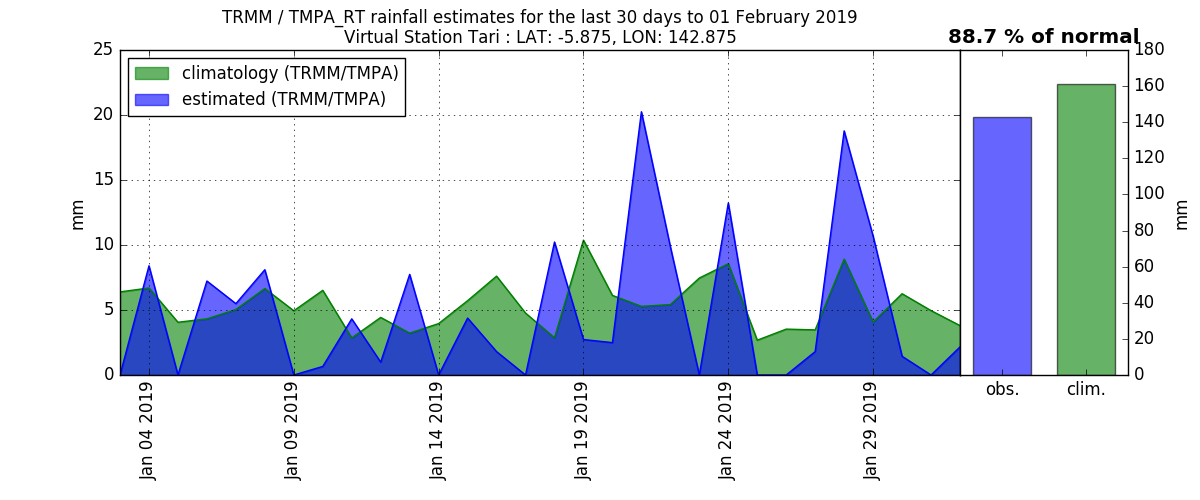 TRMM / TMPA_RT rainfall estimates for the last 30 days to 01 February 2019
Virtual Station Tari : LAT: -5.875, LON: 142.875
88.7 % of normal
climatology (TRMM/TMPA)
estimated (TRMM/TMPA)
25
20
15
10
5
0
mm
Jan 04 2019
Jan 09 2019
Jan 14 2019
Jan 19 2019
Jan 24 2019
Jan 29 2019
180
160
140
120
100
80
60
40
20
0
mm
obs.
clim.